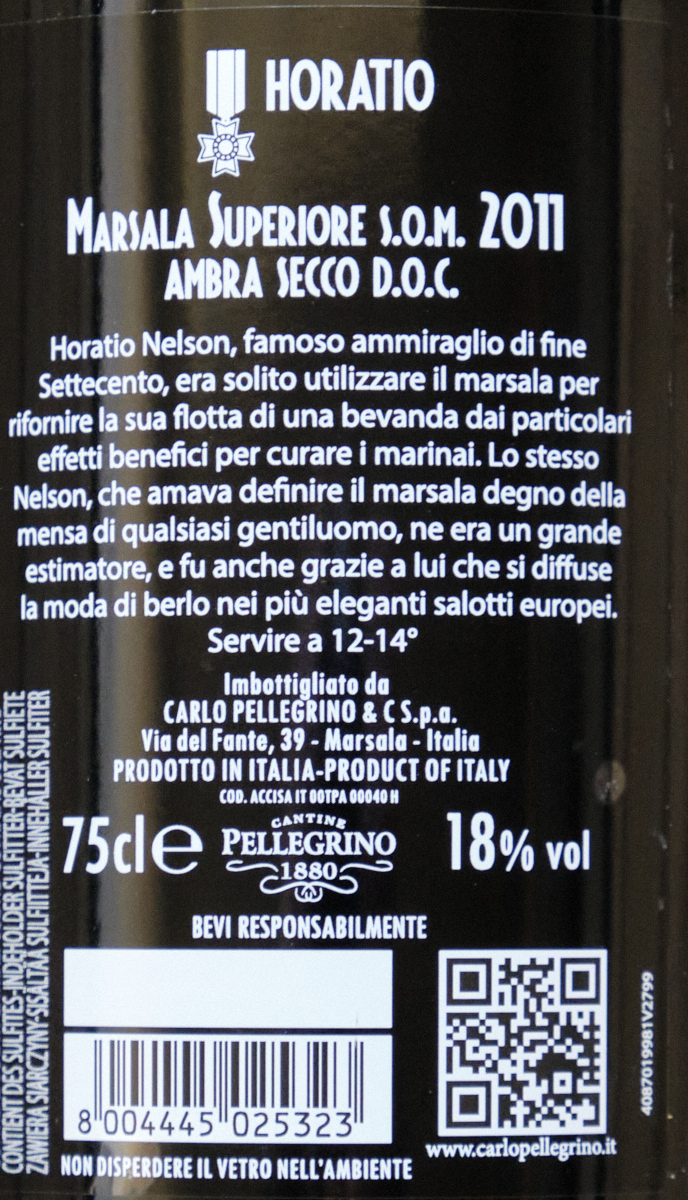 HORATIO
MARSALA SUPERIORE S.O.M. 2011
AMBRA SECCO D.O.C.
Horatio Nelson, famoso ammiraglio di fine
Settecento, era solito utilizzare il marsala per
rifornire la sua flotta di una bevanda dai particolari
effetti benefici per curare i marinai. Lo stesso
Nelson, che amava definire il marsala degno della
mensa di qualsiasi gentiluomo, ne era un grande
estimatore, e fu anche grazie a lui che si diffuse
la moda di berlo nei più eleganti salotti europei.
Servire a 12-14°
Imbottigliato da
CARLO PELLEGRINO & C S.p.a.
Via del Fante, 39 - Marsala - Italia
PRODOTTO IN ITALIA-PRODUCT OF ITALY
COD. ACCISA IT 00TPA 00040 H
75cl e
CANTINE
PELLEGRINO
1880
18% vol
BEVI RESPONSABILMENTE
8 004445 025323
www.carlopellegrino.it
NON DISPERDERE IL VETRO NELL'AMBIENTE
4087019981V2799
CONTIENT DES SULFITES-INDEHOLDER SULFITTER-BEVAT SULFIETE
ZAWIERA SIARCZYNY-SISÄLTÄÄ SULFIITTEJA-INNEHÅLLER SULFITER